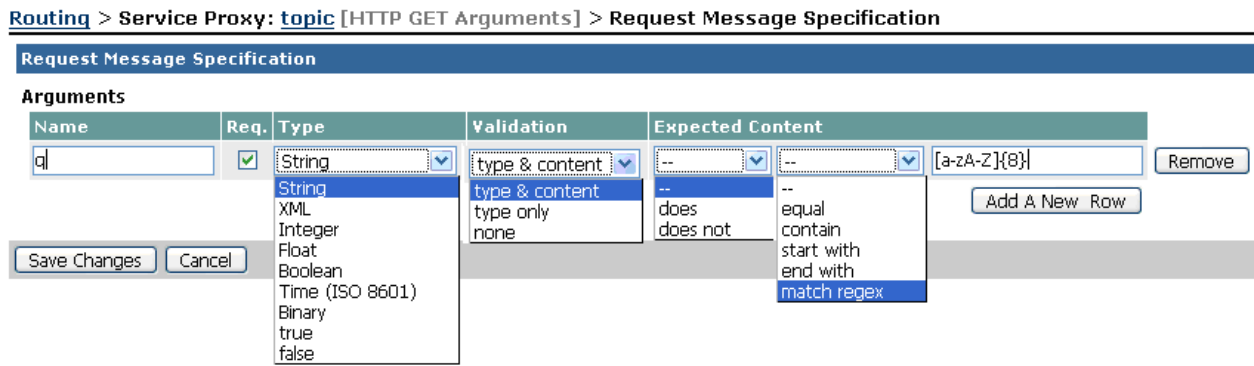 Routing > Service Proxy: topic [HTTP GET Arguments] > Request Message Specification
Request Message Specification
Arguments
Name Req. Type Validation Expected Content
q String type & content -- -- [a-zA-Z]{8} Remove
String type & content -- --
XML type only does equal
Integer none does not contain
Float start with
Boolean end with
Time (ISO 8601) match regex
Binary
true
false
Add A New Row
Save Changes Cancel